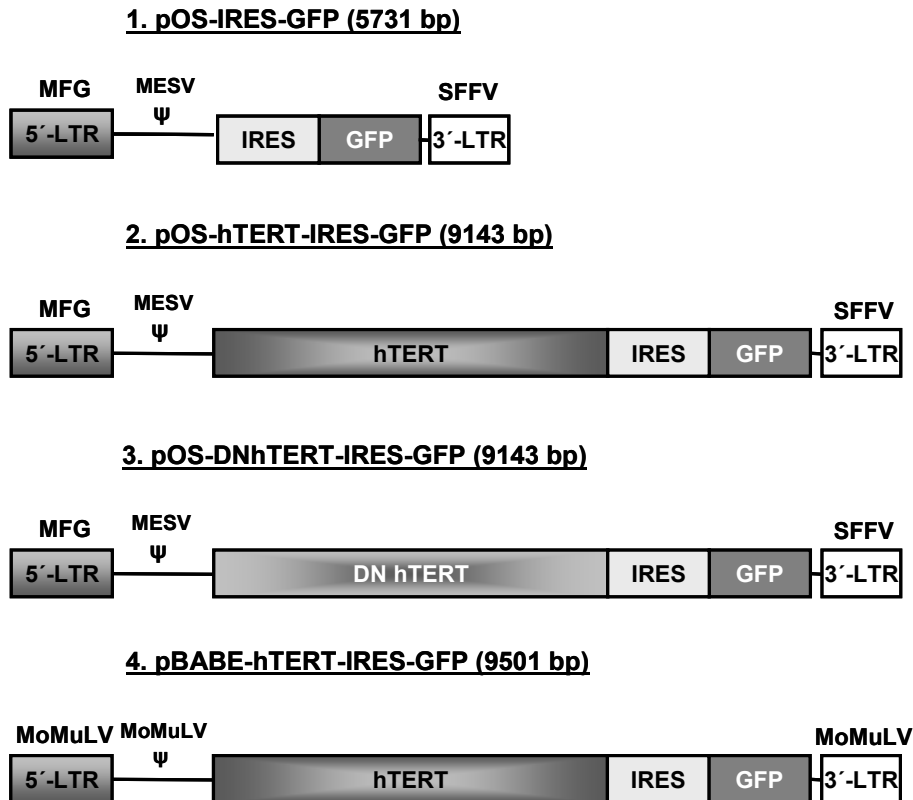 1. pOS-IRES-GFP (5731 bp)
MFG MESV SFFV
ψ
5´-LTR IRES GFP 3´-LTR
2. pOS-hTERT-IRES-GFP (9143 bp)
MFG MESV SFFV
ψ
5´-LTR hTERT IRES GFP 3´-LTR
3. pOS-DNhTERT-IRES-GFP (9143 bp)
MFG MESV SFFV
ψ
5´-LTR DN hTERT IRES GFP 3´-LTR
4. pBABE-hTERT-IRES-GFP (9501 bp)
MoMuLV MoMuLV MoMuLV
ψ
5´-LTR hTERT IRES GFP 3´-LTR